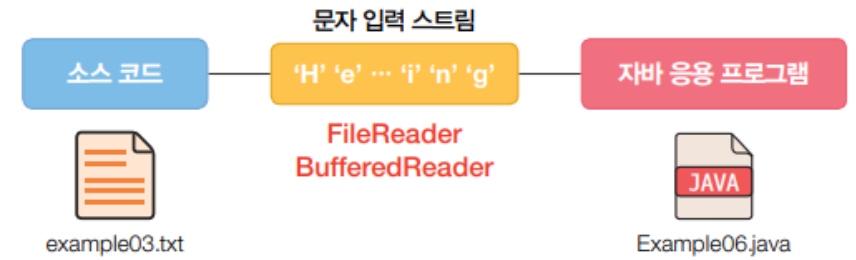 문자 입력 스트림
소스 코드
‘H’ ‘e’ ··· ‘i’ ‘n’ ‘g’
자바 응용 프로그램
FileReader
BufferedReader
JAVA
example03.txt
Example06.java